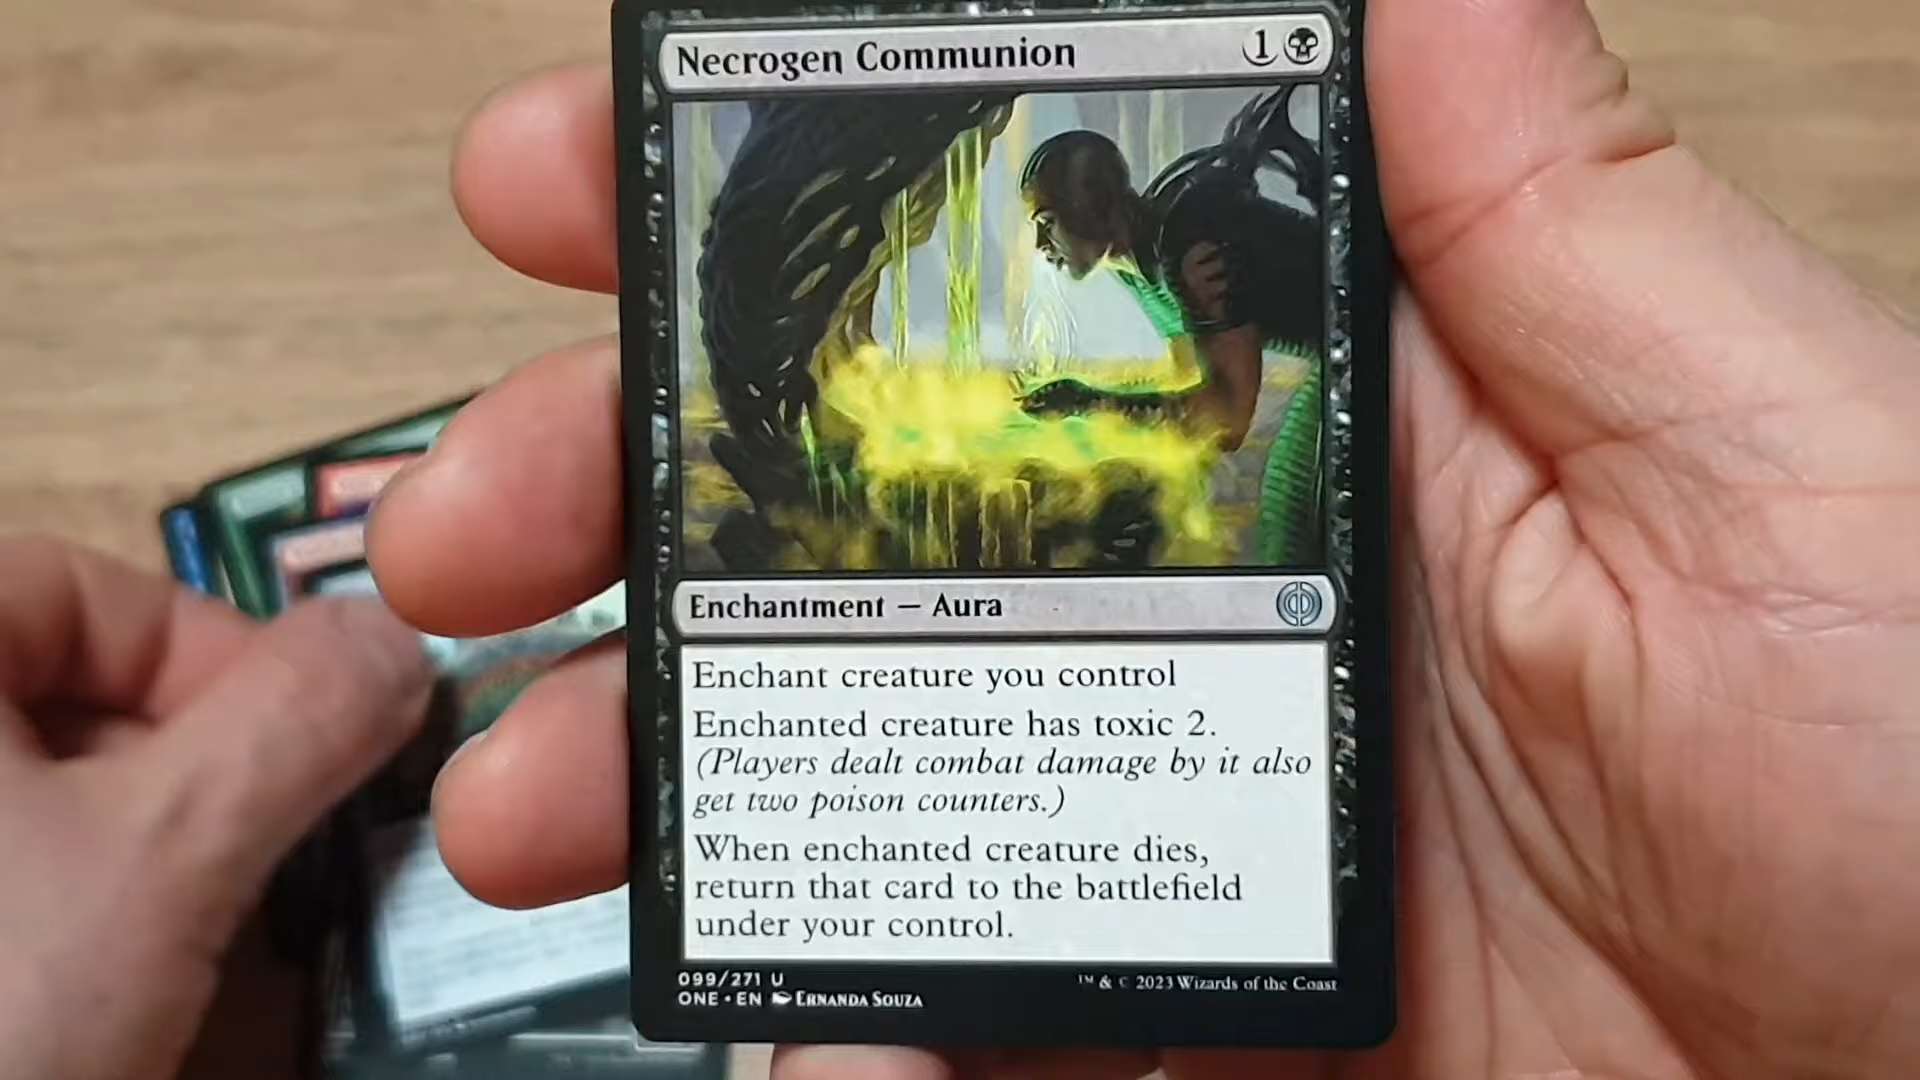 Necrogen Communion 1
Enchantment — Aura
Enchant creature you control
Enchanted creature has toxic 2.
(Players dealt combat damage by it also
get two poison counters.)
When enchanted creature dies,
return that card to the battlefield
under your control.
099/271 U
ONE • EN ERNANDA SOUZA
™ & © 2023 Wizards of the Coast